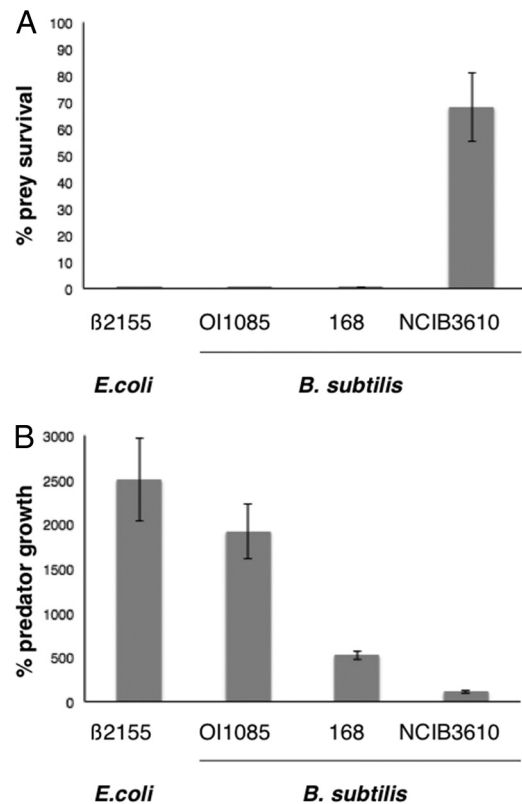 A
% prey survival
100
90
80
70
60
50
40
30
20
10
0
ß2155 OI1085 168 NCIB3610
E.coli B. subtilis
B
% predator growth
3000
2500
2000
1500
1000
500
0
ß2155 OI1085 168 NCIB3610
E.coli B. subtilis